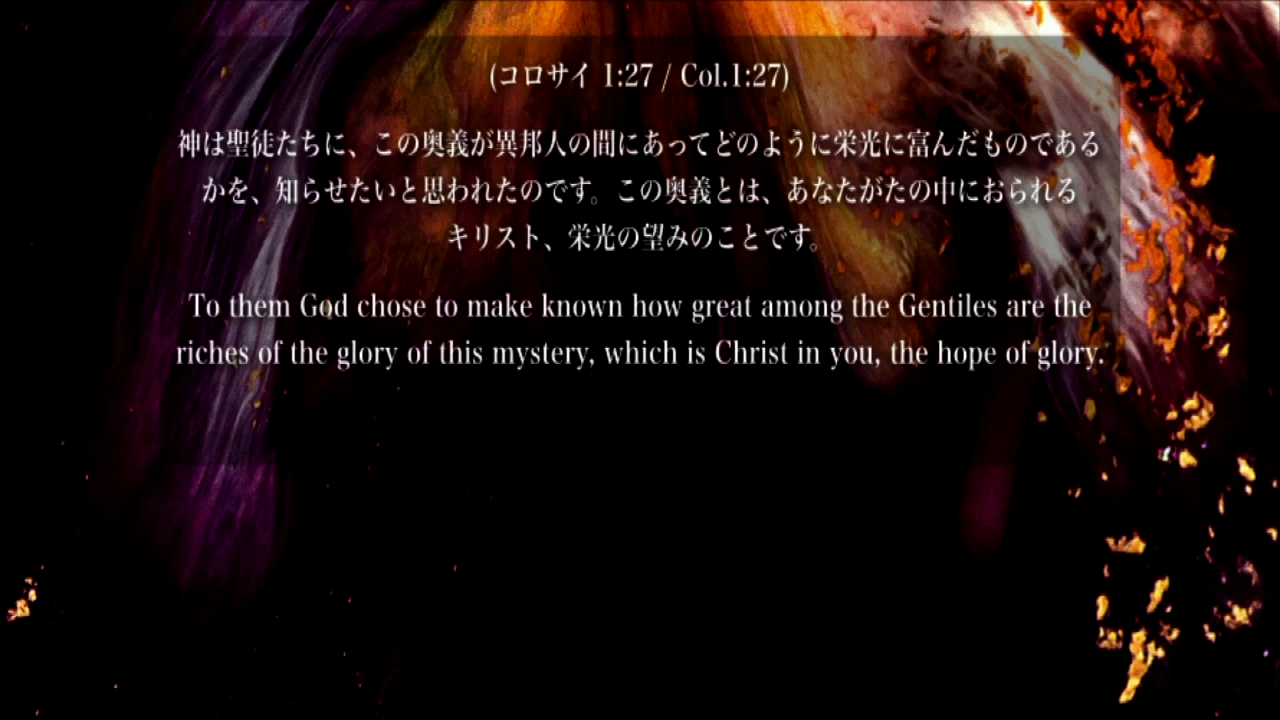 (コロサイ 1:27 / Col.1:27)
神は聖徒たちに、この奥義が異邦人の間にあってどのように栄光に富んだものである
かを、知らせたいと思われたのです。この奥義とは、あなたがたの中におられる
キリスト、栄光の望みのことです。
To them God chose to make known how great among the Gentiles are the
riches of the glory of this mystery, which is Christ in you, the hope of glory.